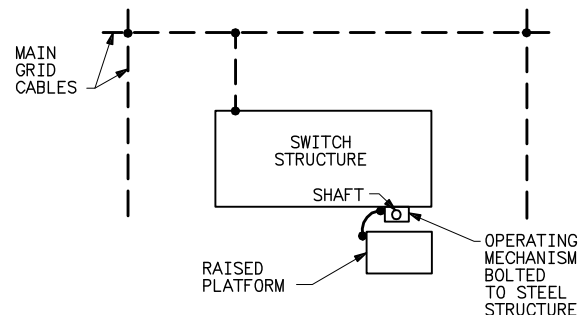 MAIN
GRID
CABLES
SWITCH
STRUCTURE
SHAFT
RAISED
PLATFORM
OPERATING
MECHANISM
BOLTED
TO STEEL
STRUCTURE